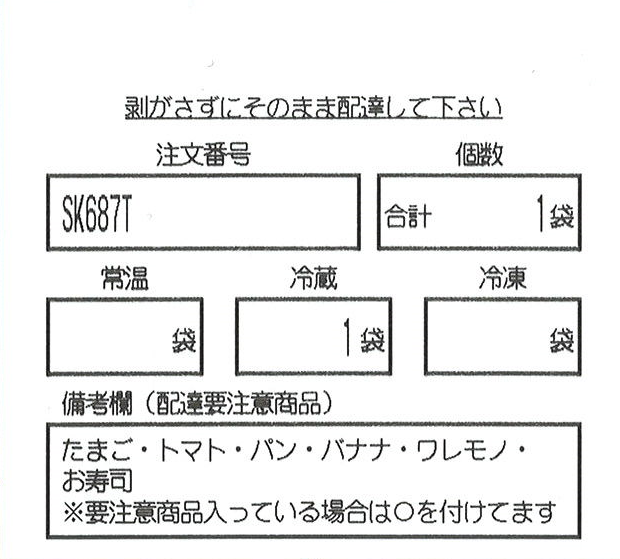 剥がさずにそのまま配達して下さい
注文番号 個数
SK687T 合計 1袋
常温 冷蔵 冷凍
袋 1袋 袋
備考欄（配達要注意商品）
たまご・トマト・パン・バナナ・ワレモノ・
お寿司
※要注意商品入っている場合は〇を付けてます